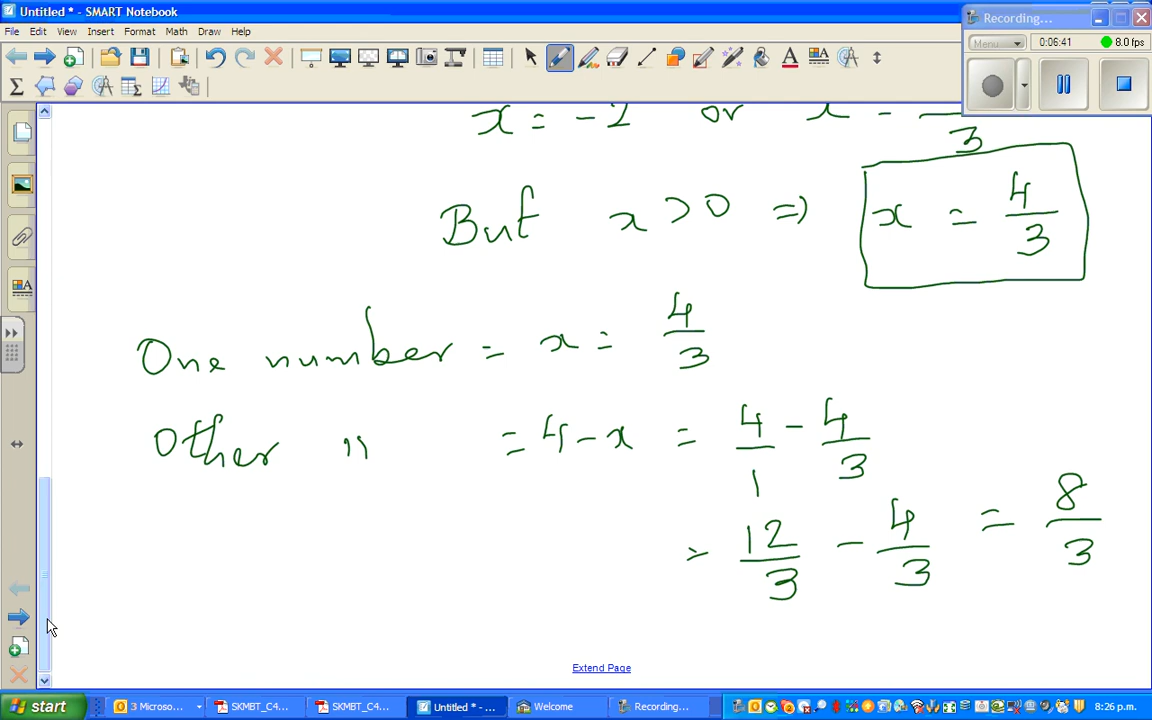 Untitled * - SMART Notebook
File Edit View Insert Format Math Draw Help
Recording...
Menu 0:06:41 8.0 fps
x = -2 or x = 3
But x > 0 ⇒ x = 4/3
One number = x = 4/3
Other " = 4 - x = 4/1 - 4/3
= 12/3 - 4/3 = 8/3
Extend Page
start 3 Microso... SKMBT_C4... SKMBT_C4... Untitled * - ... Welcome Recording... 8:26 p.m.